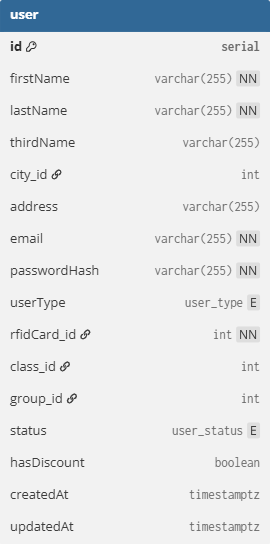 user
id serial
firstName varchar(255) NN
lastName varchar(255) NN
thirdName varchar(255)
city_id int
address varchar(255)
email varchar(255) NN
passwordHash varchar(255) NN
userType user_type E
rfidCard_id int NN
class_id int
group_id int
status user_status E
hasDiscount boolean
createdAt timestamptz
updatedAt timestamptz